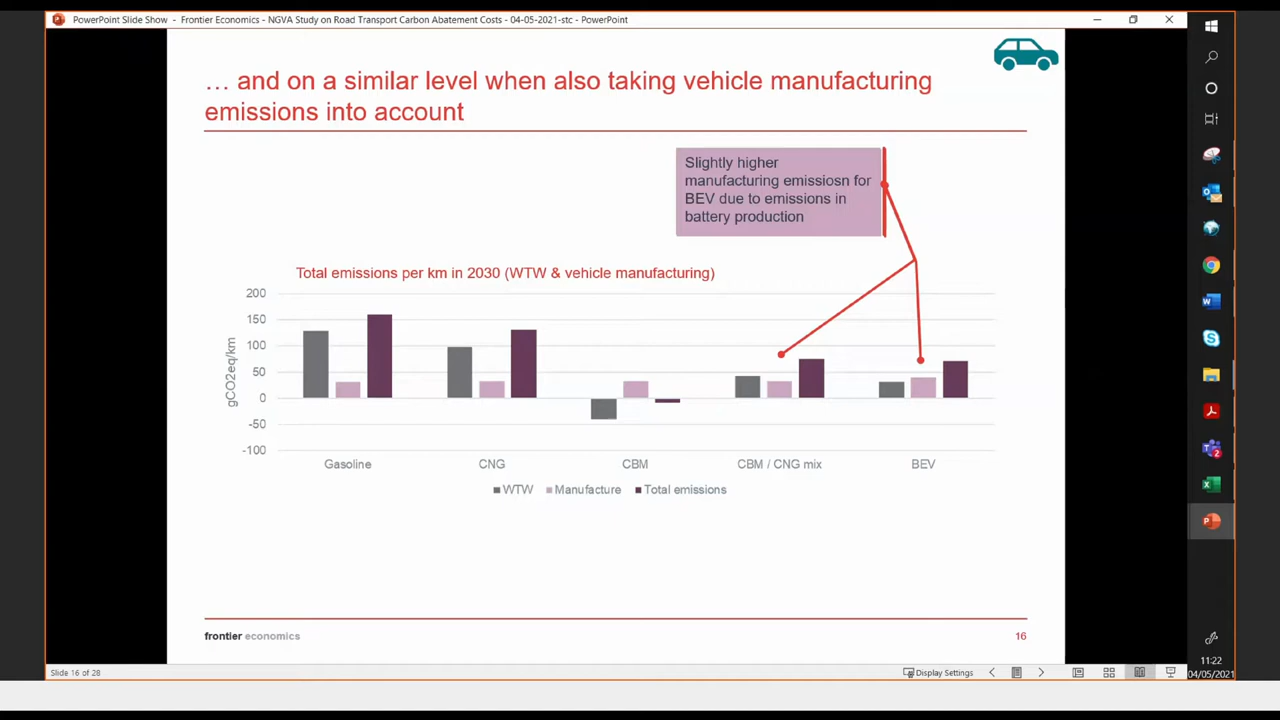 PowerPoint Slide Show - Frontier Economics - NGVA Study on Road Transport Carbon Abatement Costs - 04-05-2021-stc - PowerPoint
… and on a similar level when also taking vehicle manufacturing
emissions into account
Slightly higher
manufacturing emissiosn for
BEV due to emissions in
battery production
Total emissions per km in 2030 (WTW & vehicle manufacturing)
gCO2eq/km
200
150
100
50
0
-50
-100
Gasoline
CNG
CBM
CBM / CNG mix
BEV
WTW
Manufacture
Total emissions
frontier economics
16
Slide 16 of 28
Display Settings
11:22
04/05/2021